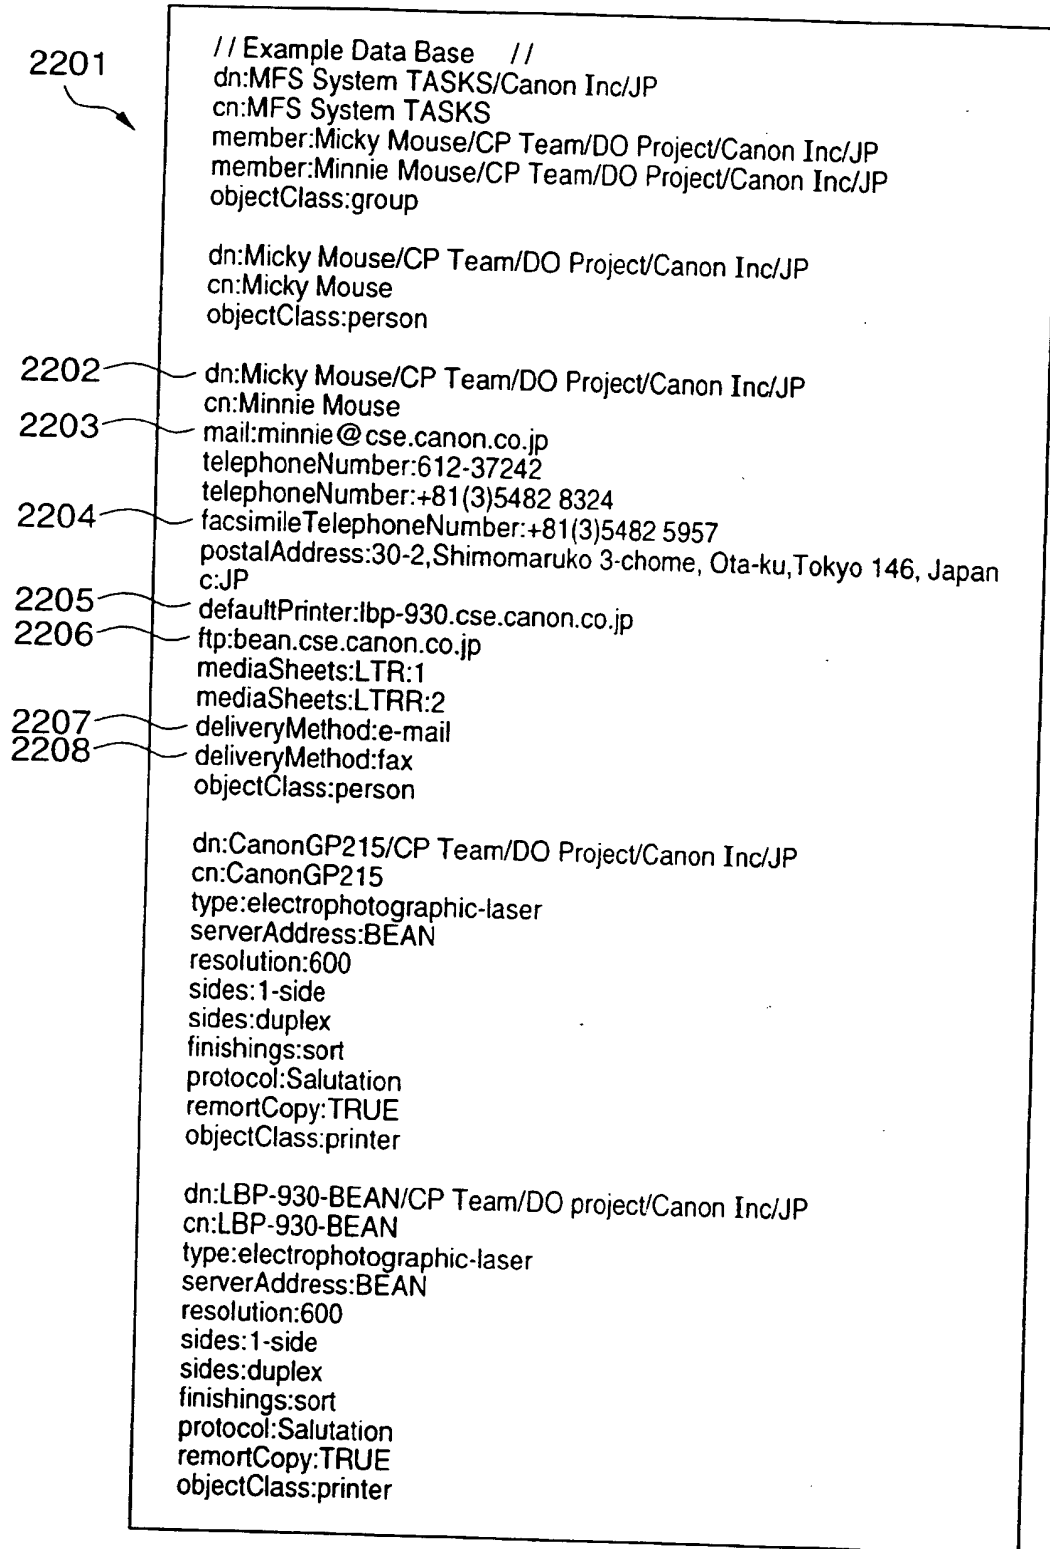 2201
// Example Data Base //
dn:MFS System TASKS/Canon Inc/JP
cn:MFS System TASKS
member:Micky Mouse/CP Team/DO Project/Canon Inc/JP
member:Minnie Mouse/CP Team/DO Project/Canon Inc/JP
objectClass:group
dn:Micky Mouse/CP Team/DO Project/Canon Inc/JP
cn:Micky Mouse
objectClass:person
2202 dn:Micky Mouse/CP Team/DO Project/Canon Inc/JP
cn:Minnie Mouse
2203 mail:minnie@cse.canon.co.jp
telephoneNumber:612-37242
telephoneNumber:+81(3)5482 8324
2204 facsimileTelephoneNumber:+81(3)5482 5957
postalAddress:30-2,Shimomaruko 3-chome, Ota-ku,Tokyo 146, Japan
c:JP
2205 defaultPrinter:lbp-930.cse.canon.co.jp
2206 ftp:bean.cse.canon.co.jp
mediaSheets:LTR:1
mediaSheets:LTRR:2
2207 deliveryMethod:e-mail
2208 deliveryMethod:fax
objectClass:person
dn:CanonGP215/CP Team/DO Project/Canon Inc/JP
cn:CanonGP215
type:electrophotographic-laser
serverAddress:BEAN
resolution:600
sides:1-side
sides:duplex
finishings:sort
protocol:Salutation
remortCopy:TRUE
objectClass:printer
dn:LBP-930-BEAN/CP Team/DO project/Canon Inc/JP
cn:LBP-930-BEAN
type:electrophotographic-laser
serverAddress:BEAN
resolution:600
sides:1-side
sides:duplex
finishings:sort
protocol:Salutation
remortCopy:TRUE
objectClass:printer